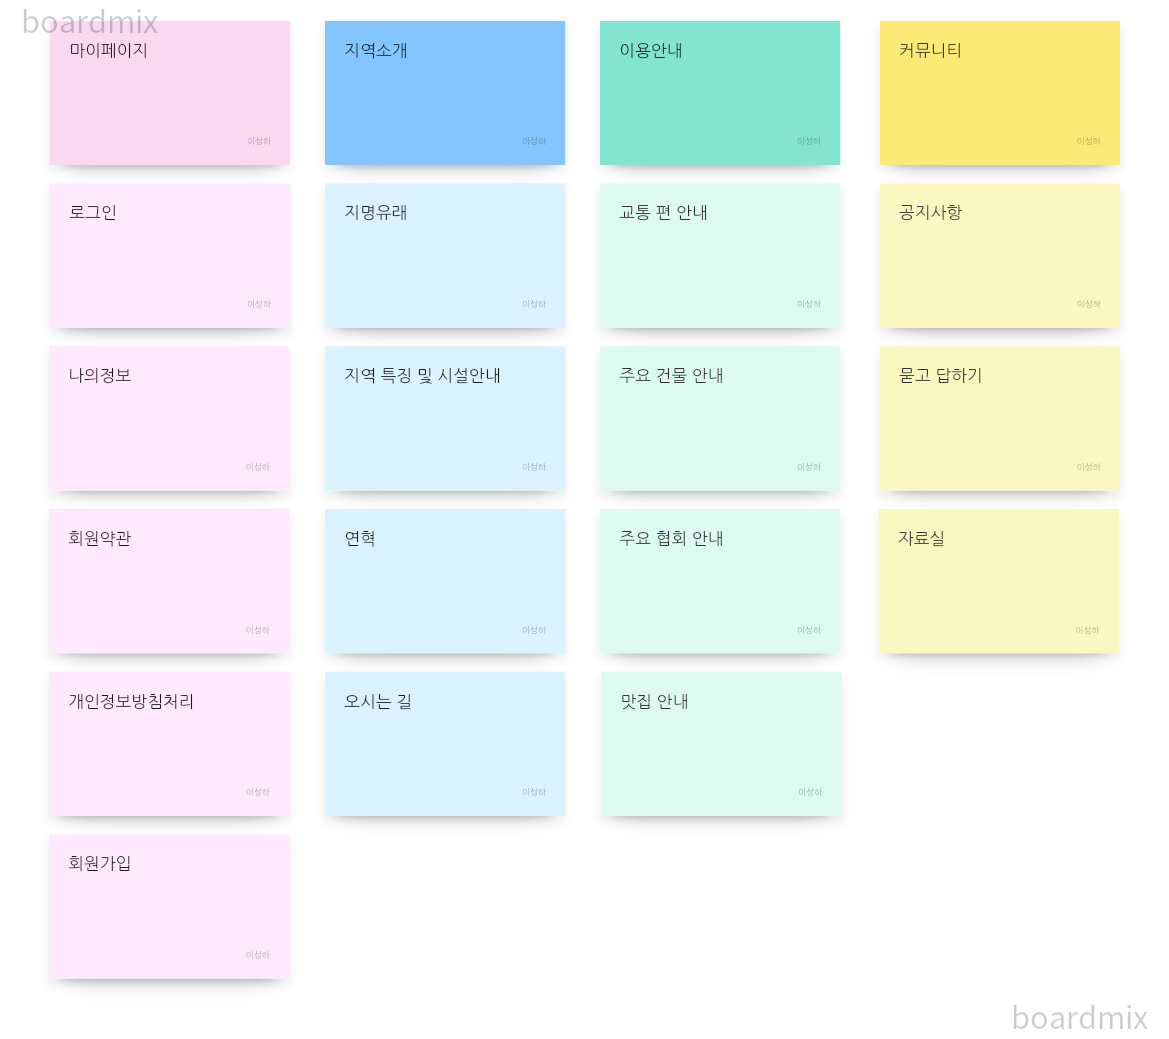 boardmix
마이페이지
이성하
지역소개
이성하
이용안내
이성하
커뮤니티
이성하
로그인
이성하
지명유래
이성하
교통 편 안내
이성하
공지사항
이성하
나의정보
이성하
지역 특징 및 시설안내
이성하
주요 건물 안내
이성하
묻고 답하기
이성하
회원약관
이성하
연혁
이성하
주요 협회 안내
이성하
자료실
이성하
개인정보방침처리
이성하
오시는 길
이성하
맛집 안내
이성하
회원가입
이성하
boardmix